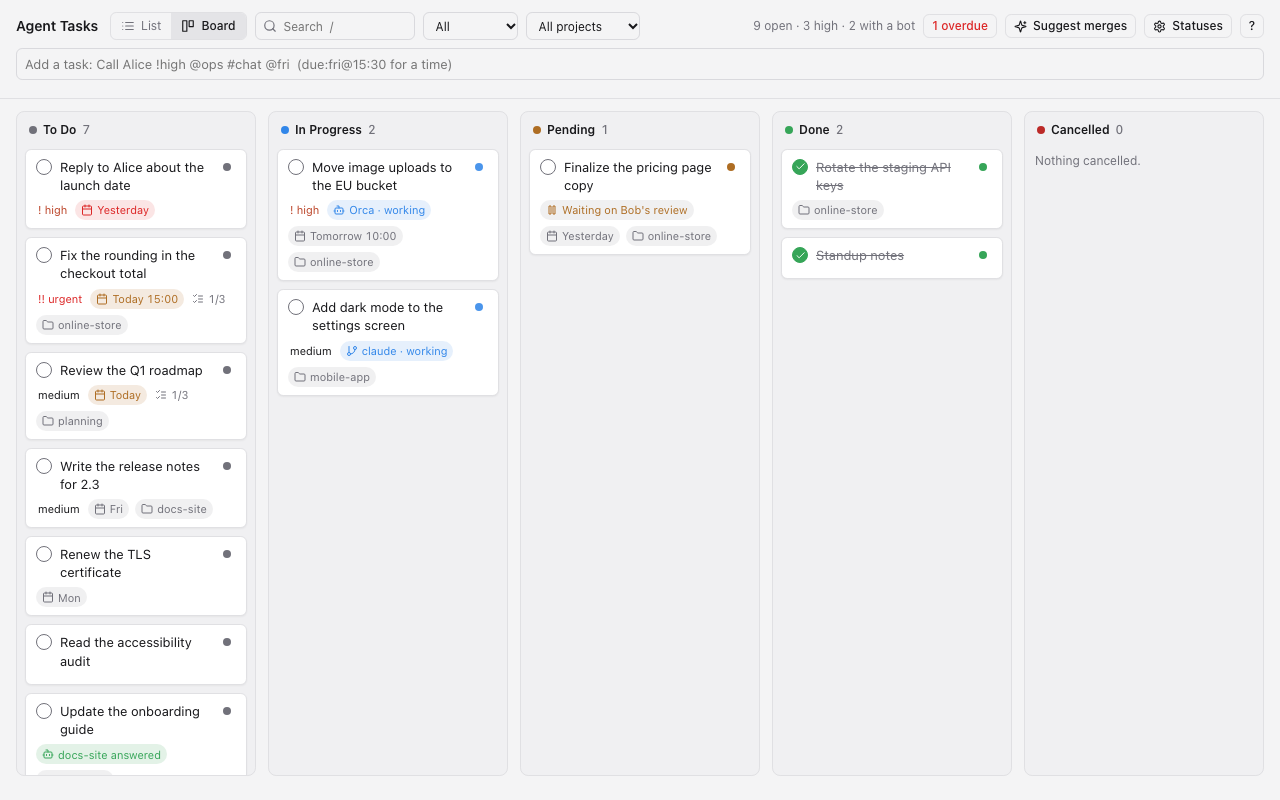 Agent Tasks
List
Board
Search /
All
All projects
9 open · 3 high · 2 with a bot
1 overdue
Suggest merges
Statuses
?
Add a task: Call Alice !high @ops #chat @fri (due:fri@15:30 for a time)
To Do 7
Reply to Alice about the
launch date
! high
Yesterday
Fix the rounding in the
checkout total
!! urgent
Today 15:00
1/3
online-store
Review the Q1 roadmap
medium
Today
1/3
planning
Write the release notes
for 2.3
medium
Fri
docs-site
Renew the TLS
certificate
Mon
Read the accessibility
audit
Update the onboarding
guide
docs-site answered
In Progress 2
Move image uploads to
the EU bucket
! high
Orca · working
Tomorrow 10:00
online-store
Add dark mode to the
settings screen
medium
claude · working
mobile-app
Pending 1
Finalize the pricing page
copy
Waiting on Bob's review
Yesterday
online-store
Done 2
Rotate the staging API
keys
online-store
Standup notes
Cancelled 0
Nothing cancelled.